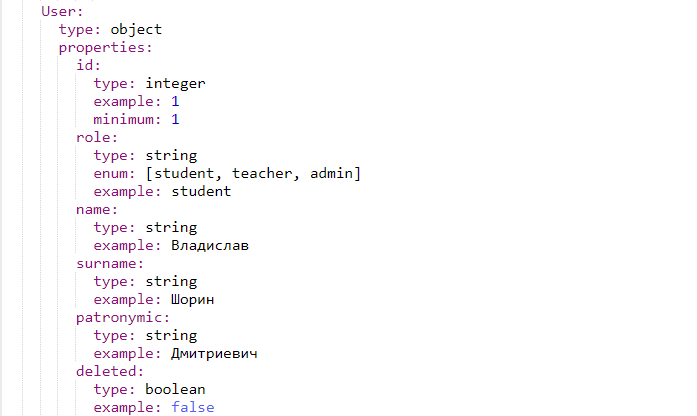 User:
type: object
properties:
id:
type: integer
example: 1
minimum: 1
role:
type: string
enum: [student, teacher, admin]
example: student
name:
type: string
example: Владислав
surname:
type: string
example: Шорин
patronymic:
type: string
example: Дмитриевич
deleted:
type: boolean
example: false